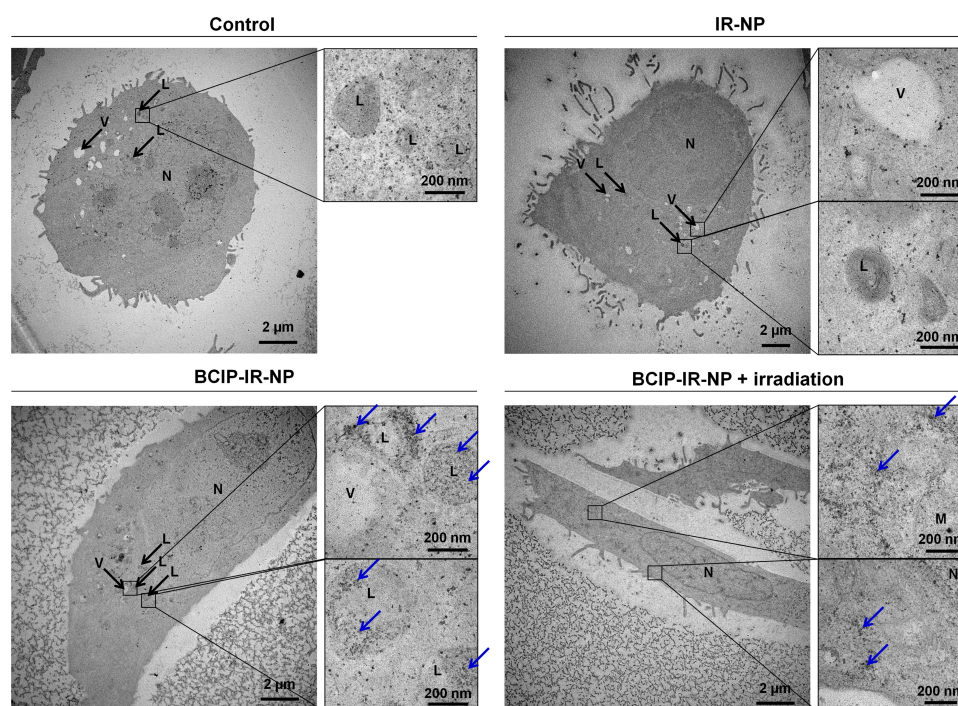 Control
L
V
L
N
2 µm
L
L
L
200 nm
IR-NP
N
V
L
V
L
2 µm
V
200 nm
L
200 nm
BCIP-IR-NP
N
L
V
L
L
2 µm
L
L
V
200 nm
L
L
200 nm
BCIP-IR-NP + irradiation
N
2 µm
M
200 nm
N
200 nm